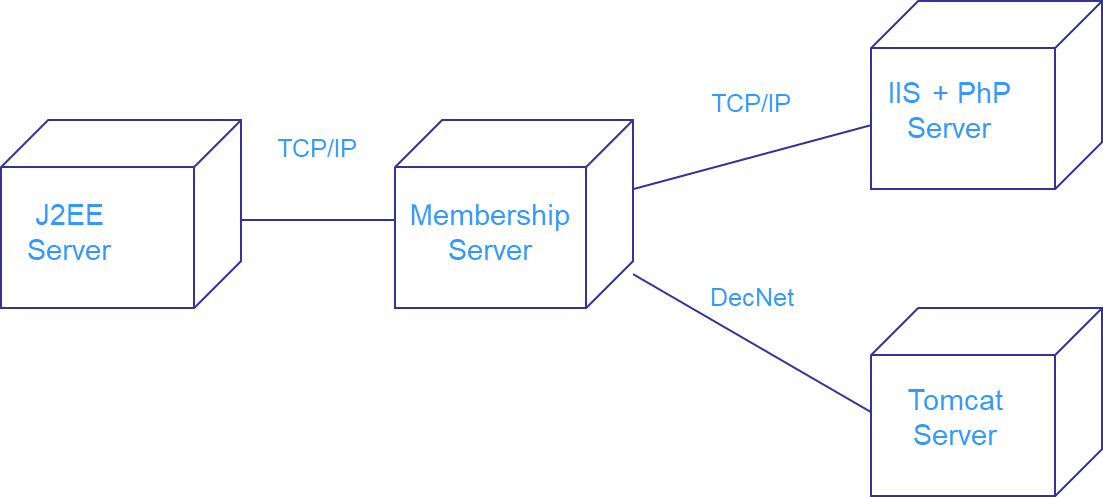 TCP/IP
IIS + PhP
Server
TCP/IP
J2EE
Server
Membership
Server
DecNet
Tomcat
Server